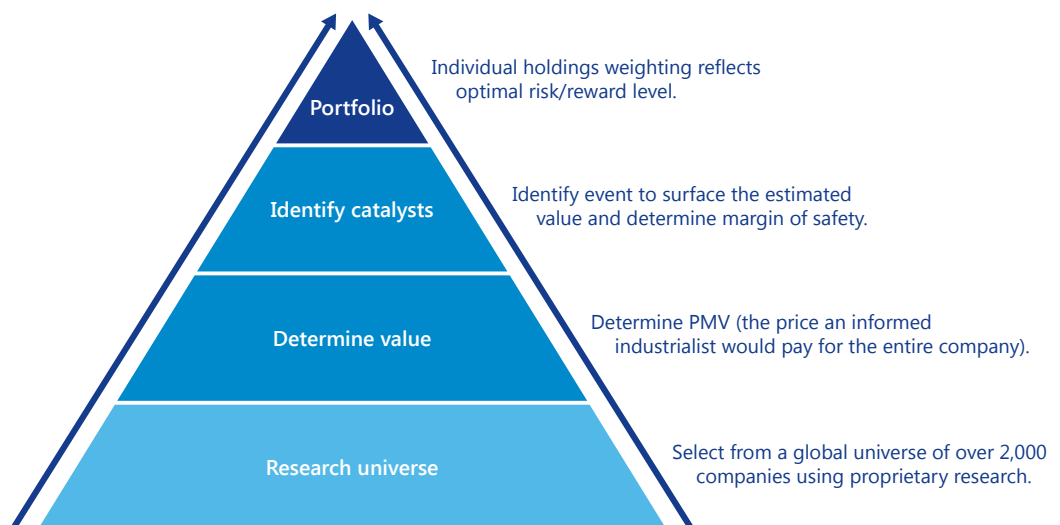 Portfolio
Individual holdings weighting reflects
optimal risk/reward level.
Identify catalysts
Identify event to surface the estimated
value and determine margin of safety.
Determine value
Determine PMV (the price an informed
industrialist would pay for the entire company).
Research universe
Select from a global universe of over 2,000
companies using proprietary research.